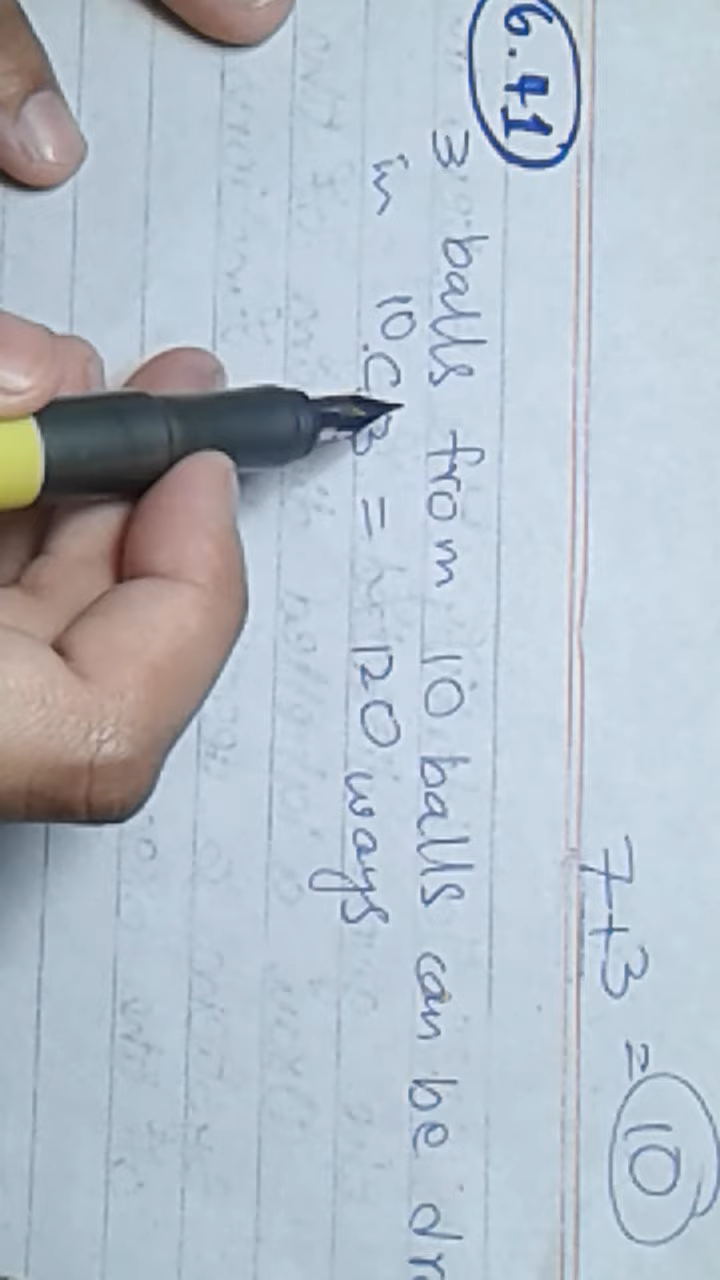 7+3 = 10
6.41
3 balls from 10 balls can be
in ¹⁰C₃ = 120 ways